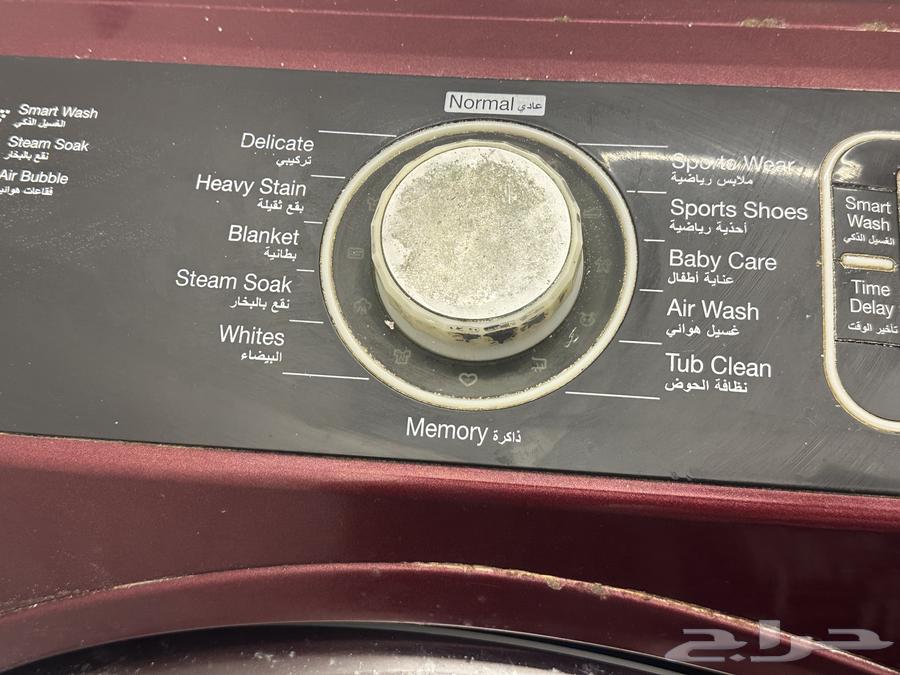 Smart Wash
الغسيل الذكي
Steam Soak
نقع بالبخار
Air Bubble
فقاعات هوائية
Normal عادي
Delicate
تركيبي
Heavy Stain
بقع ثقيلة
Blanket
بطانية
Steam Soak
نقع بالبخار
Whites
البيضاء
Sports Wear
ملابس رياضية
Sports Shoes
أحذية رياضية
Baby Care
عناية أطفال
Air Wash
غسيل هوائي
Tub Clean
نظافة الحوض
Memory ذاكرة
Smart
Wash
الغسيل الذكي
Time
Delay
تأخير الوقت
حراج